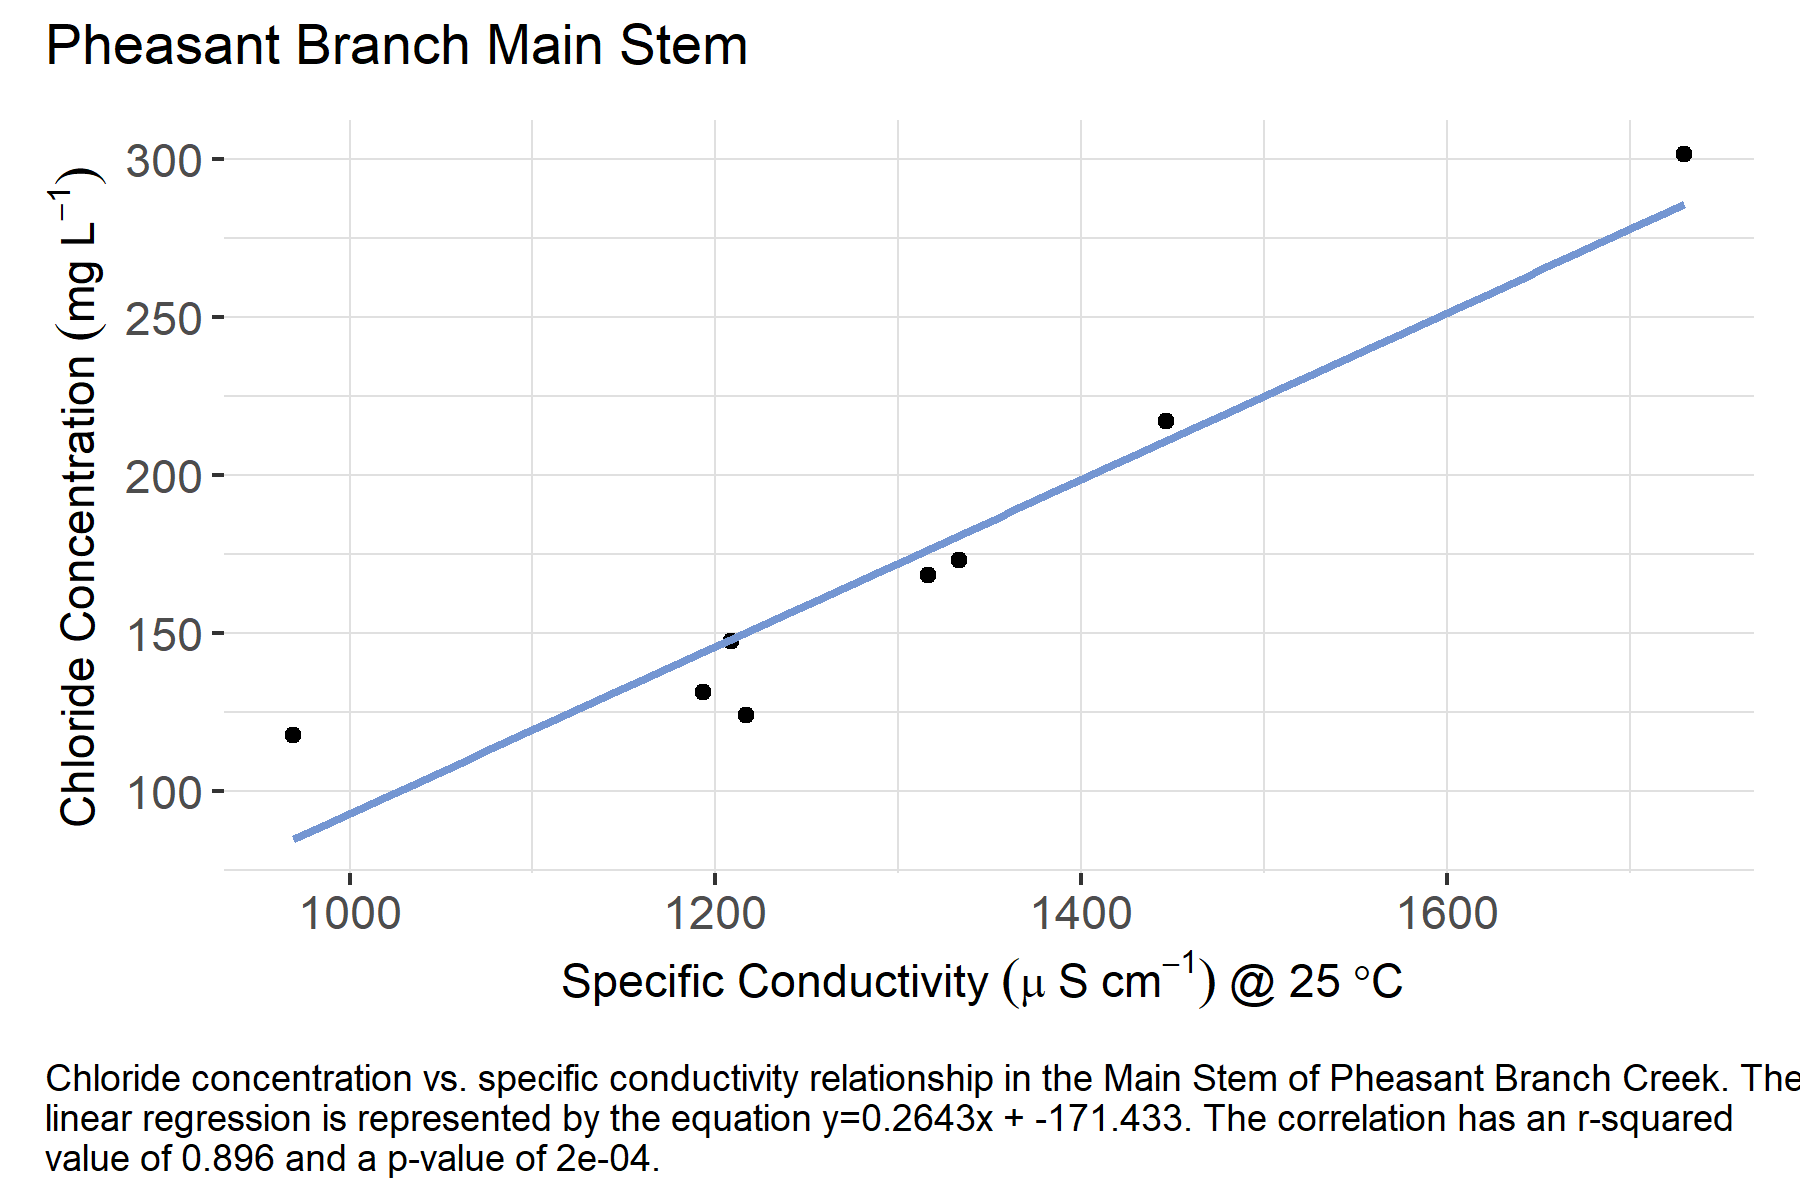 Pheasant Branch Main Stem
Chloride Concentration (mg L⁻¹)
300
250
200
150
100
1000 1200 1400 1600
Specific Conductivity (μ S cm⁻¹) @ 25 °C
Chloride concentration vs. specific conductivity relationship in the Main Stem of Pheasant Branch Creek. The
linear regression is represented by the equation y=0.2643x + -171.433. The correlation has an r-squared
value of 0.896 and a p-value of 2e-04.